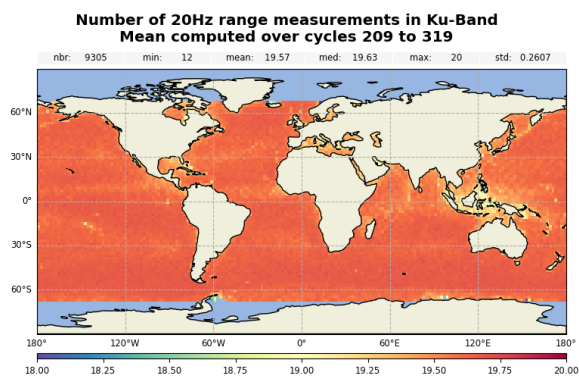 Number of 20Hz range measurements in Ku-Band
Mean computed over cycles 209 to 319
nbr: 9305 min: 12 mean: 19.57 med: 19.63 max: 20 std: 0.2607
60°N
30°N
0°
30°S
60°S
180° 120°W 60°W 0° 60°E 120°E 180°
18.00 18.25 18.50 18.75 19.00 19.25 19.50 19.75 20.00